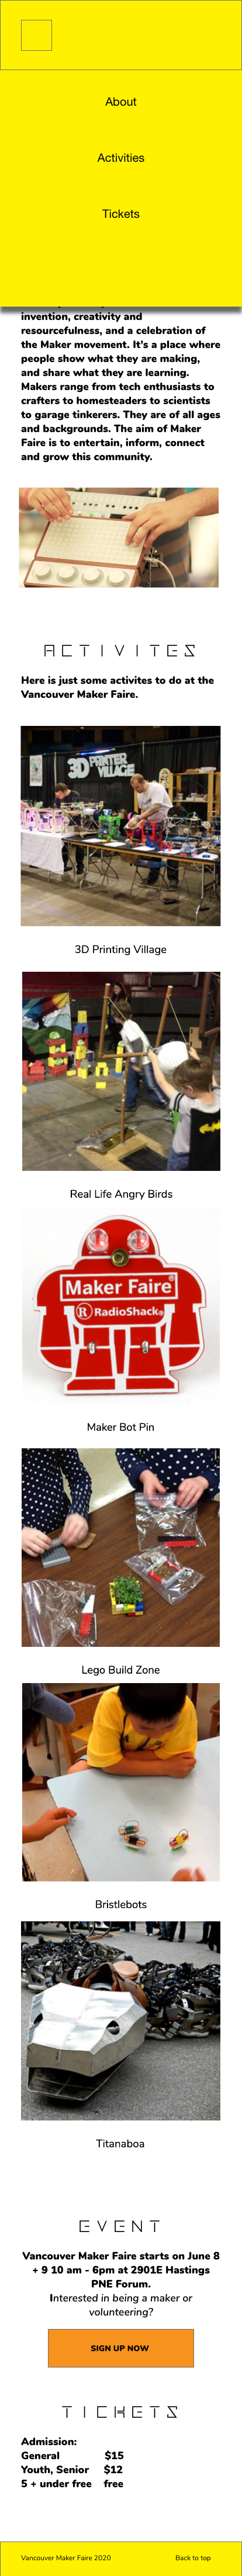 About
Activities
Tickets
invention, creativity and
resourcefulness, and a celebration of
the Maker movement. It's a place where
people show what they are making,
and share what they are learning.
Makers range from tech enthusiasts to
crafters to homesteaders to scientists
to garage tinkerers. They are of all ages
and backgrounds. The aim of Maker
Faire is to entertain, inform, connect
and grow this community.
ACTIVITES
Here is just some activites to do at the
Vancouver Maker Faire.
3D PRINTER
VILLAGE
3D Printing Village
Real Life Angry Birds
Maker Faire®
R RadioShack®
Maker Bot Pin
Lego Build Zone
Bristlebots
Titanaboa
EVENT
Vancouver Maker Faire starts on June 8
+ 9 10 am - 6pm at 2901E Hastings
PNE Forum.
Interested in being a maker or
volunteering?
SIGN UP NOW
TICKETS
Admission:
General $15
Youth, Senior $12
5 + under free free
Vancouver Maker Faire 2020 Back to top